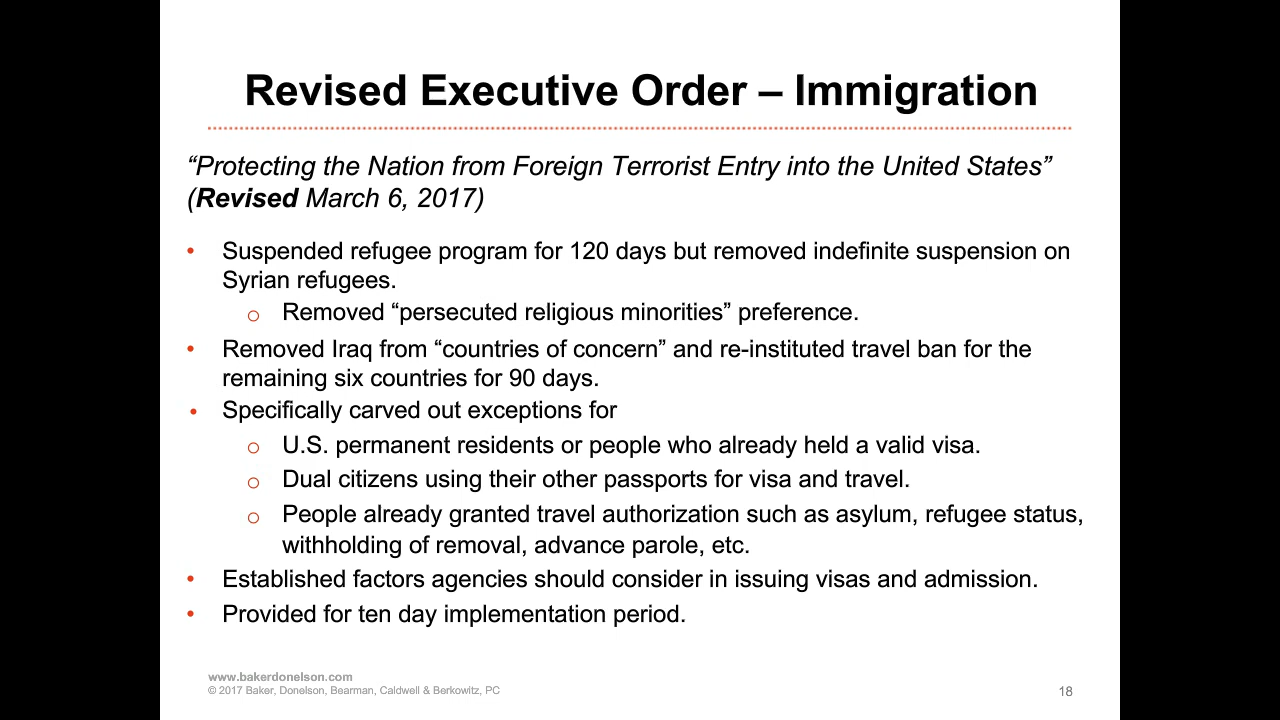 Revised Executive Order – Immigration
“Protecting the Nation from Foreign Terrorist Entry into the United States”
(Revised March 6, 2017)
• Suspended refugee program for 120 days but removed indefinite suspension on
Syrian refugees.
o Removed “persecuted religious minorities” preference.
• Removed Iraq from “countries of concern” and re-instituted travel ban for the
remaining six countries for 90 days.
• Specifically carved out exceptions for
o U.S. permanent residents or people who already held a valid visa.
o Dual citizens using their other passports for visa and travel.
o People already granted travel authorization such as asylum, refugee status,
withholding of removal, advance parole, etc.
• Established factors agencies should consider in issuing visas and admission.
• Provided for ten day implementation period.
www.bakerdonelson.com
© 2017 Baker, Donelson, Bearman, Caldwell & Berkowitz, PC
18